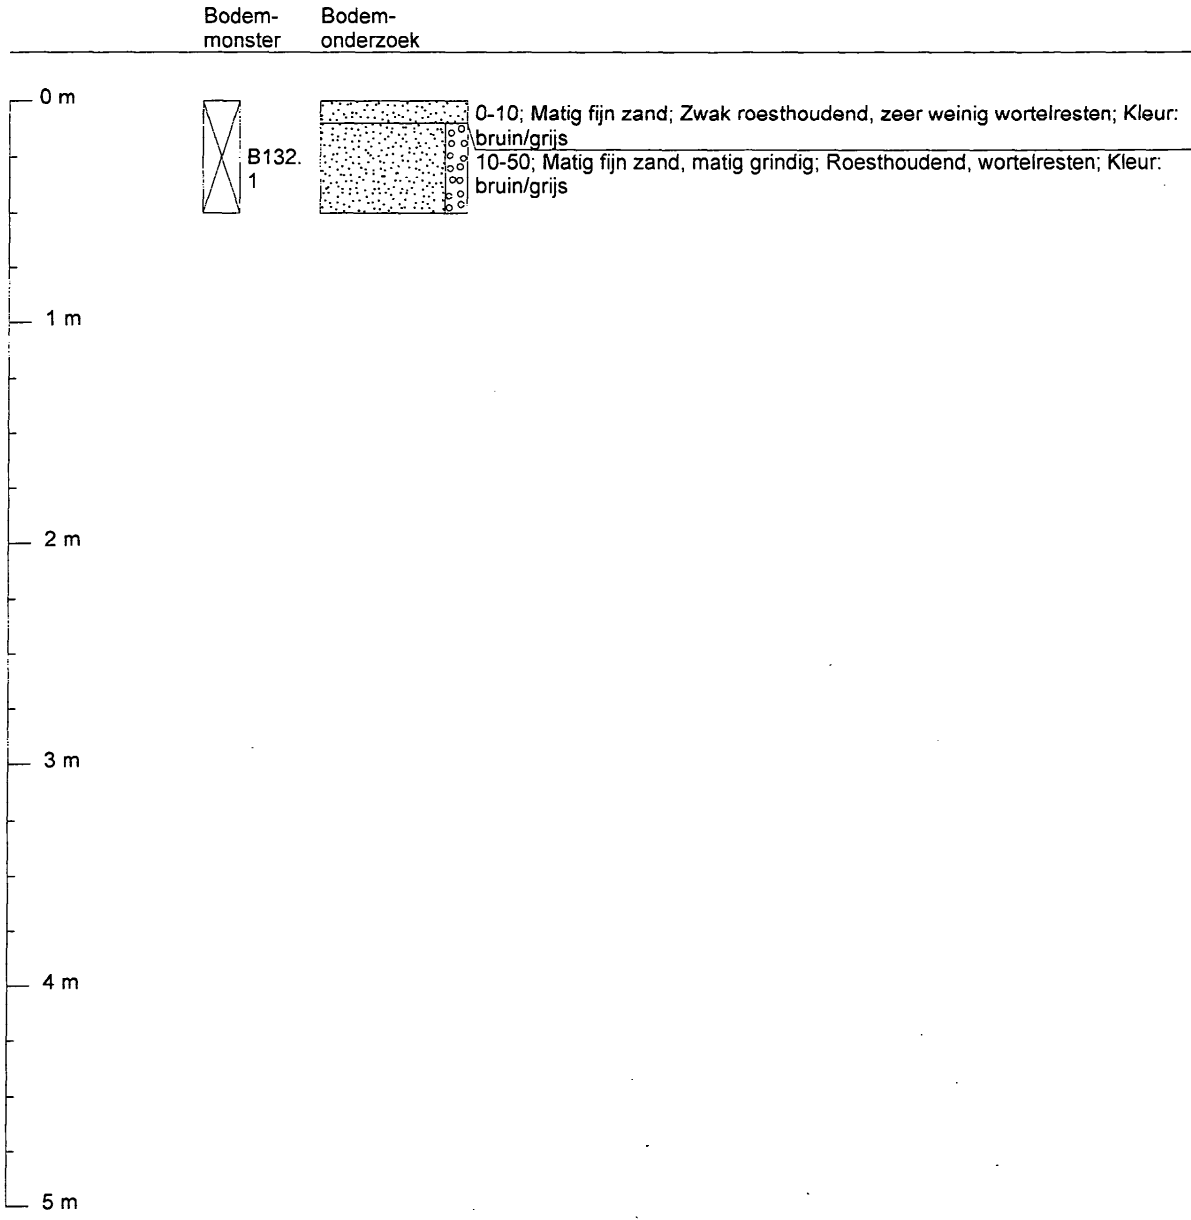 Bodem-
monster
Bodem-
onderzoek
0 m
0-10; Matig fijn zand; Zwak roesthoudend, zeer weinig wortelresten; Kleur:
bruin/grijs
B132.
1
10-50; Matig fijn zand, matig grindig; Roesthoudend, wortelresten; Kleur:
bruin/grijs
1 m
2 m
3 m
4 m
5 m